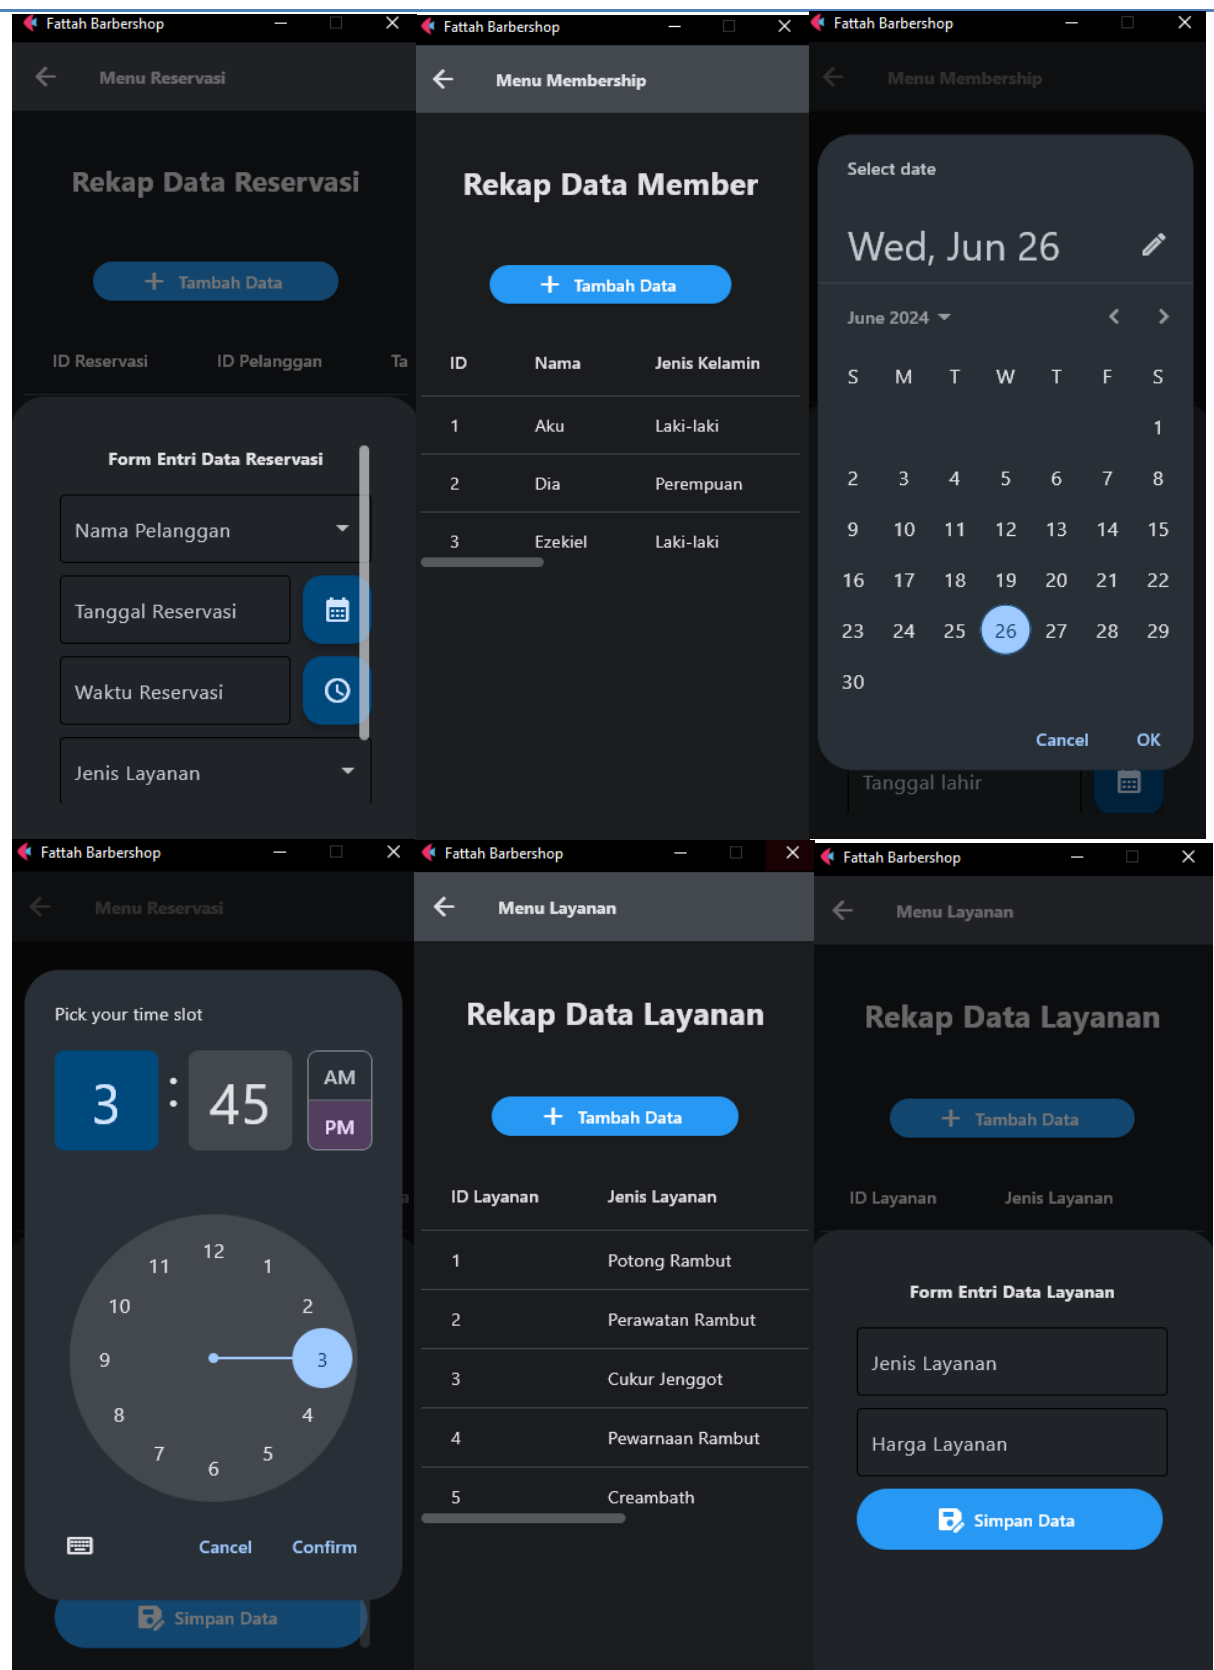 Fattah Barbershop
Menu Reservasi
Rekap Data Reservasi
Tambah Data
ID Reservasi ID Pelanggan Ta
Form Entri Data Reservasi
Nama Pelanggan
Tanggal Reservasi
Waktu Reservasi
Jenis Layanan
Fattah Barbershop
Menu Membership
Rekap Data Member
Tambah Data
ID Nama Jenis Kelamin
1 Aku Laki-laki
2 Dia Perempuan
3 Ezekiel Laki-laki
Fattah Barbershop
Menu Membership
Select date
Wed, Jun 26
June 2024
S M T W T F S
1
2 3 4 5 6 7 8
9 10 11 12 13 14 15
16 17 18 19 20 21 22
23 24 25 26 27 28 29
30
Cancel OK
Tanggal lahir
Fattah Barbershop
Menu Reservasi
Pick your time slot
3 : 45 AM
PM
a
12
11 1
10 2
9 3
8 4
7 5
6
Cancel Confirm
Simpan Data
Fattah Barbershop
Menu Layanan
Rekap Data Layanan
Tambah Data
ID Layanan Jenis Layanan
1 Potong Rambut
2 Perawatan Rambut
3 Cukur Jenggot
4 Pewarnaan Rambut
5 Creambath
Fattah Barbershop
Menu Layanan
Rekap Data Layanan
Tambah Data
ID Layanan Jenis Layanan
Form Entri Data Layanan
Jenis Layanan
Harga Layanan
Simpan Data